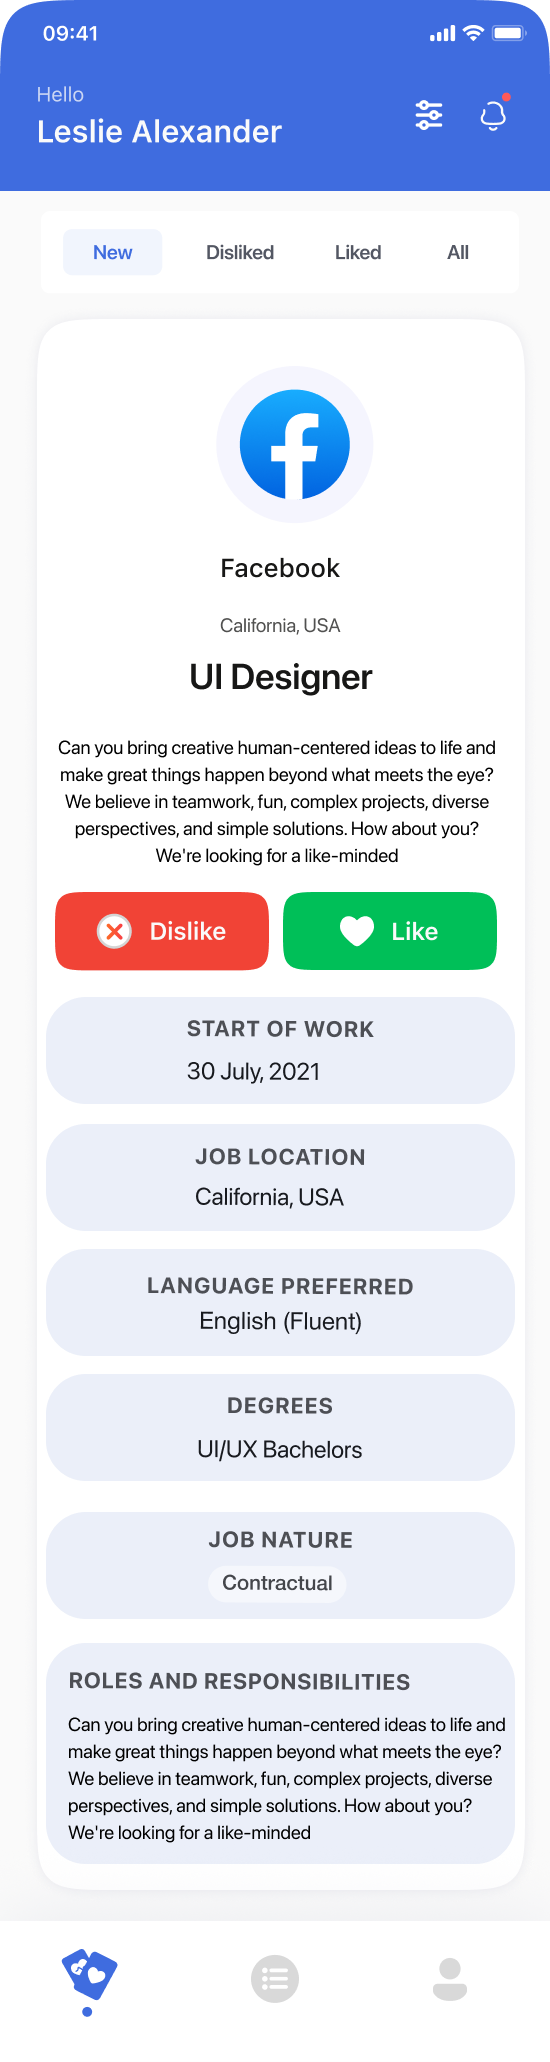 09:41
Hello
Leslie Alexander
New Disliked Liked All
Facebook
California, USA
UI Designer
Can you bring creative human-centered ideas to life and
make great things happen beyond what meets the eye?
We believe in teamwork, fun, complex projects, diverse
perspectives, and simple solutions. How about you?
We're looking for a like-minded
Dislike Like
START OF WORK
30 July, 2021
JOB LOCATION
California, USA
LANGUAGE PREFERRED
English (Fluent)
DEGREES
UI/UX Bachelors
JOB NATURE
Contractual
ROLES AND RESPONSIBILITIES
Can you bring creative human-centered ideas to life and
make great things happen beyond what meets the eye?
We believe in teamwork, fun, complex projects, diverse
perspectives, and simple solutions. How about you?
We're looking for a like-minded